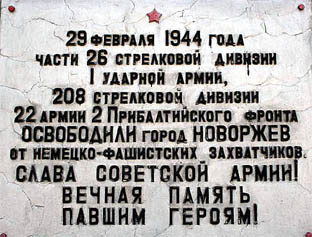 29 ФЕВРАЛЯ 1944 ГОДА
ЧАСТИ 26 СТРЕЛКОВОЙ ДИВИЗИИ
1 УДАРНОЙ АРМИИ,
208 СТРЕЛКОВОЙ ДИВИЗИИ
22 АРМИИ 2 ПРИБАЛТИЙСКОГО ФРОНТА
ОСВОБОДИЛИ ГОРОД НОВОРЖЕВ
ОТ НЕМЕЦКО-ФАШИСТСКИХ ЗАХВАТЧИКОВ.
СЛАВА СОВЕТСКОЙ АРМИИ!
ВЕЧНАЯ ПАМЯТЬ
ПАВШИМ ГЕРОЯМ!